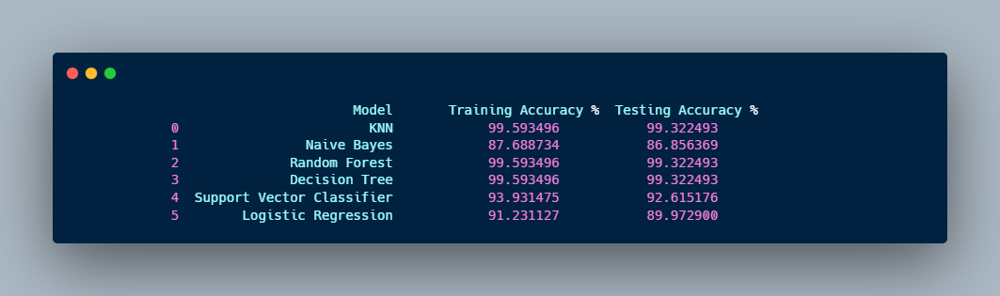 Model Training Accuracy % Testing Accuracy %
0 KNN 99.593496 99.322493
1 Naive Bayes 87.688734 86.856369
2 Random Forest 99.593496 99.322493
3 Decision Tree 99.593496 99.322493
4 Support Vector Classifier 93.931475 92.615176
5 Logistic Regression 91.231127 89.972900